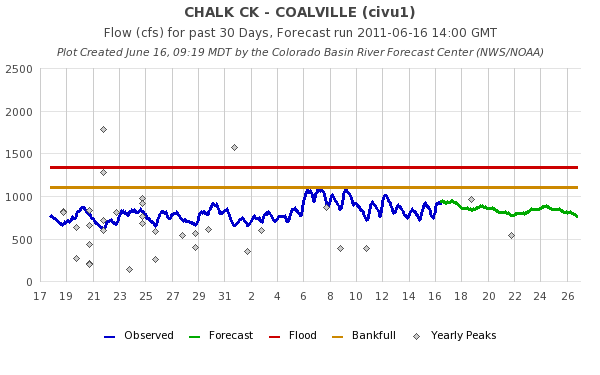 CHALK CK - COALVILLE (civu1)
Flow (cfs) for past 30 Days, Forecast run 2011-06-16 14:00 GMT
Plot Created June 16, 09:19 MDT by the Colorado Basin River Forecast Center (NWS/NOAA)
2500
2000
1500
1000
500
0
17 19 21 23 25 27 29 31 2 4 6 8 10 12 14 16 18 20 22 24 26
Observed Forecast Flood Bankfull Yearly Peaks